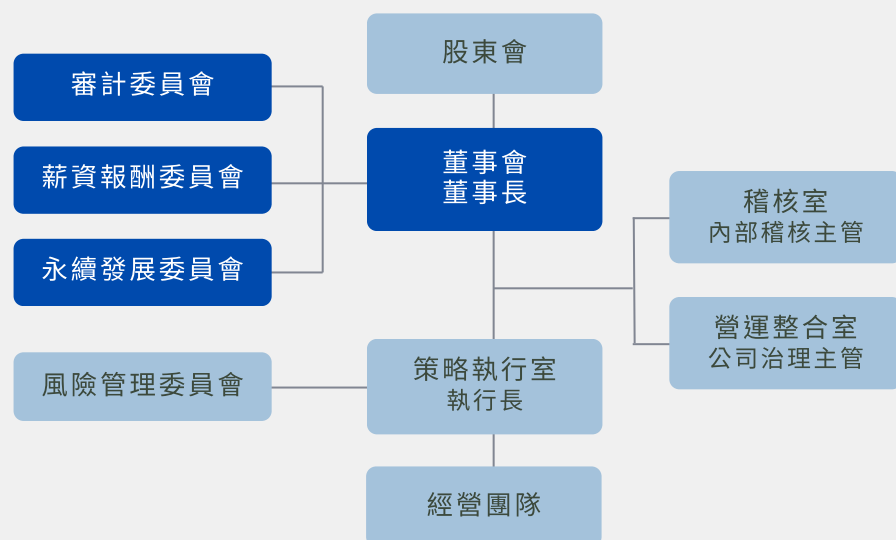 股東會
審計委員會
薪資報酬委員會
永續發展委員會
董事會
董事長
稽核室
內部稽核主管
營運整合室
公司治理主管
風險管理委員會
策略執行室
執行長
經營團隊